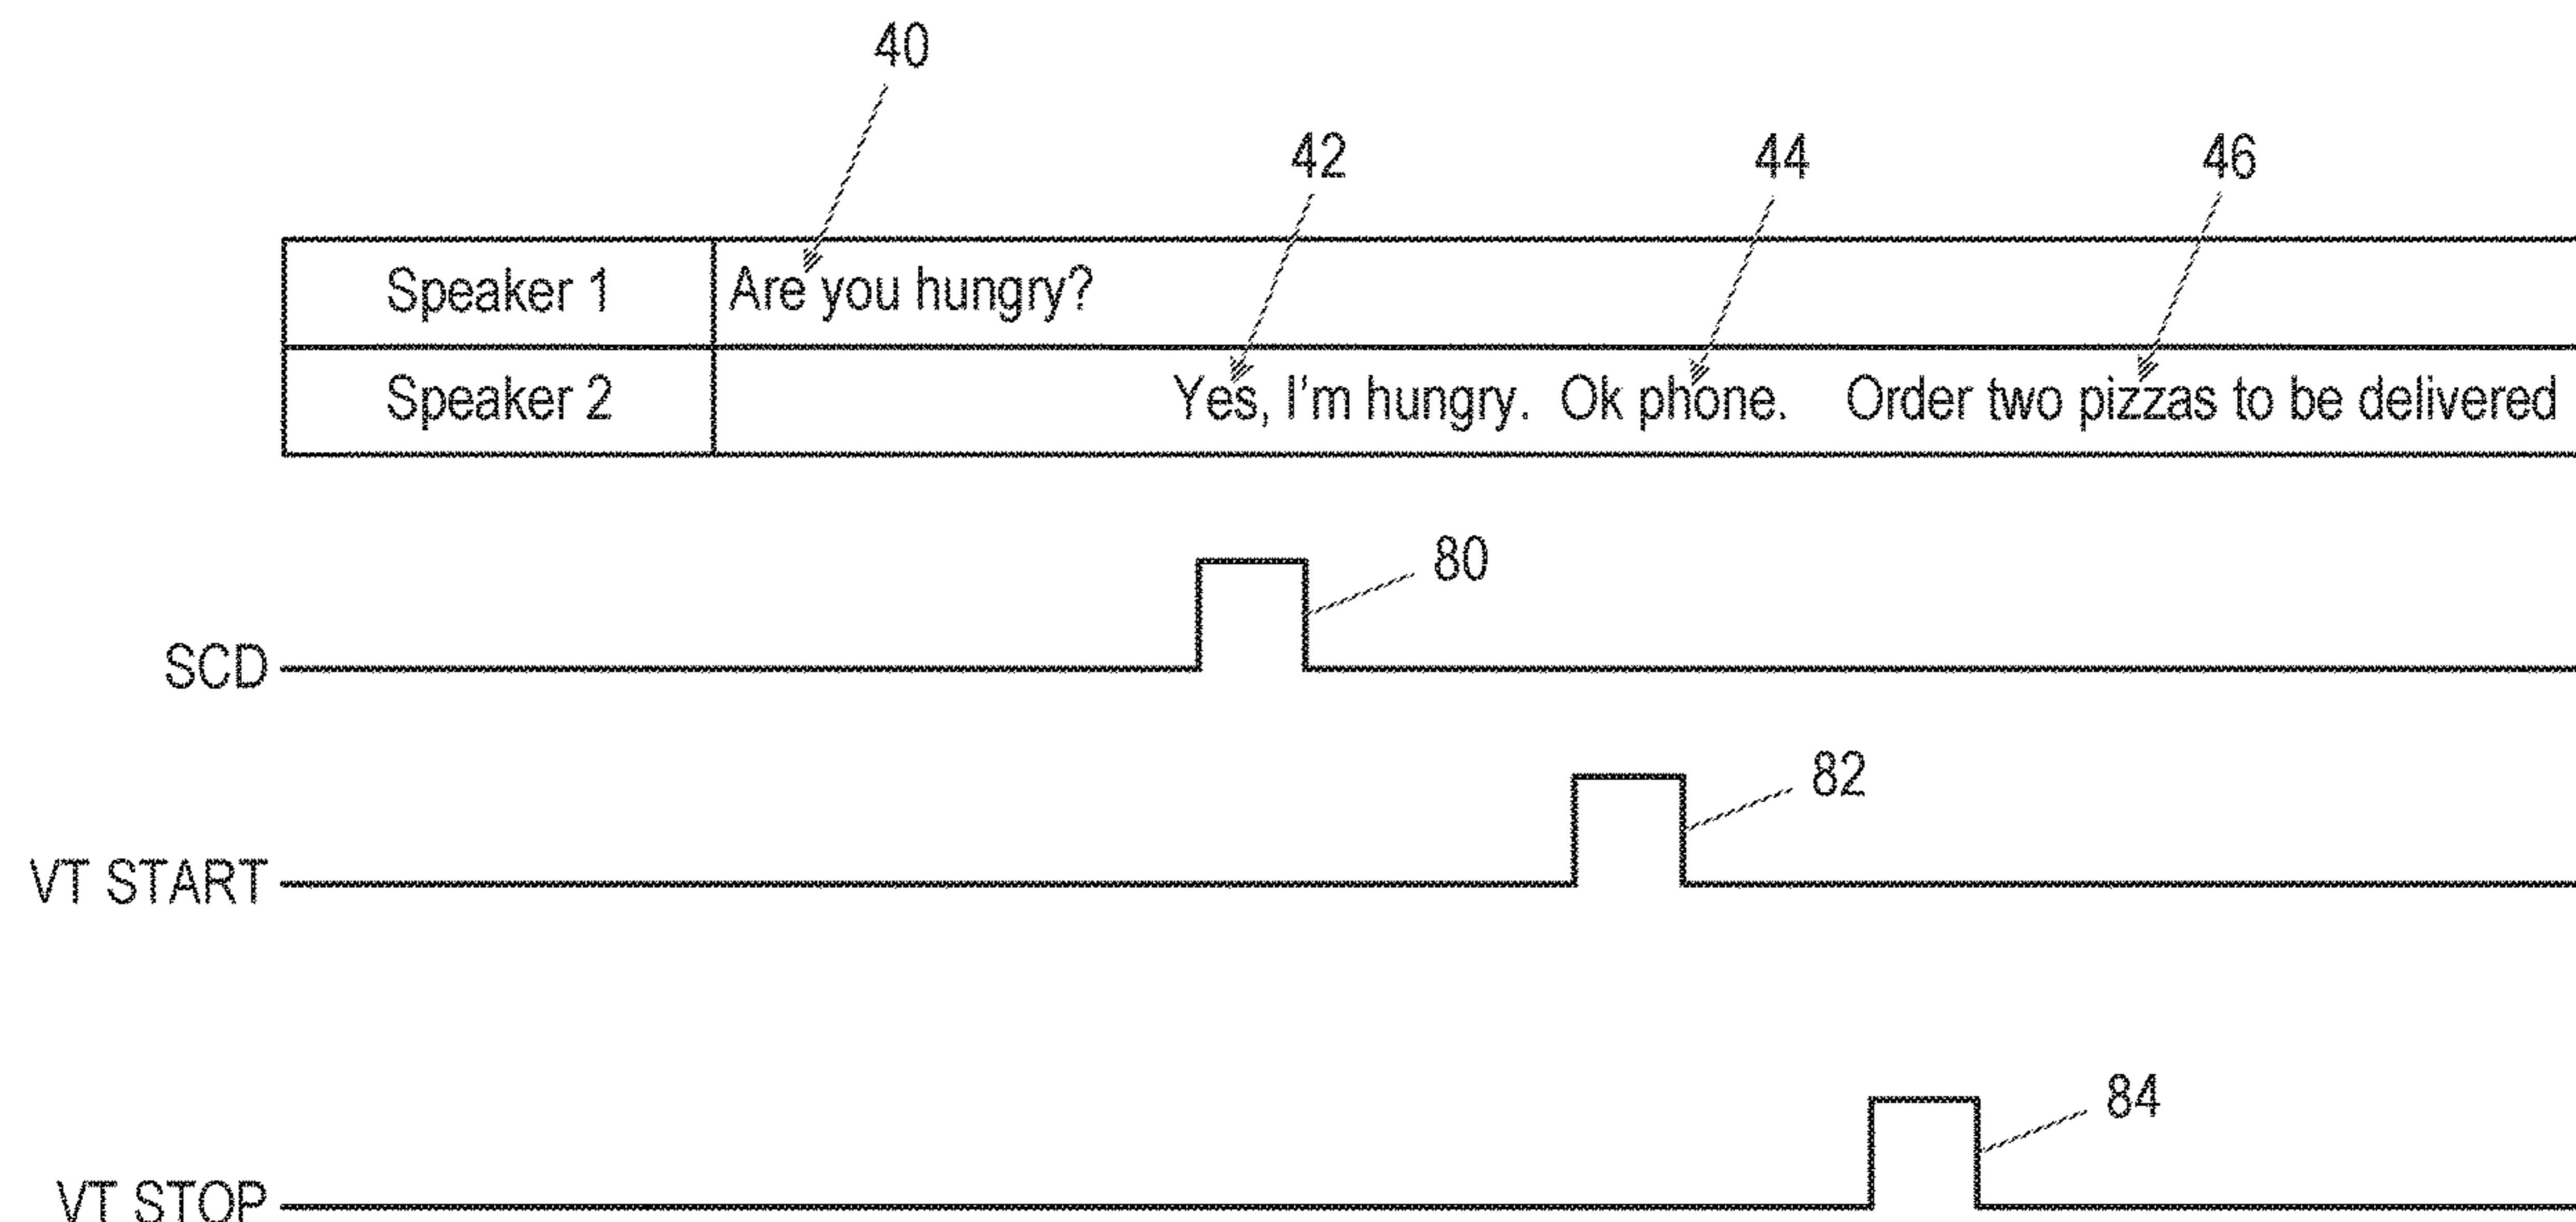 40
42 44 46
Speaker 1 Are you hungry?
Speaker 2 Yes, I'm hungry. Ok phone. Order two pizzas to be delivered
80
SCD
82
VT START
84
VT STOP